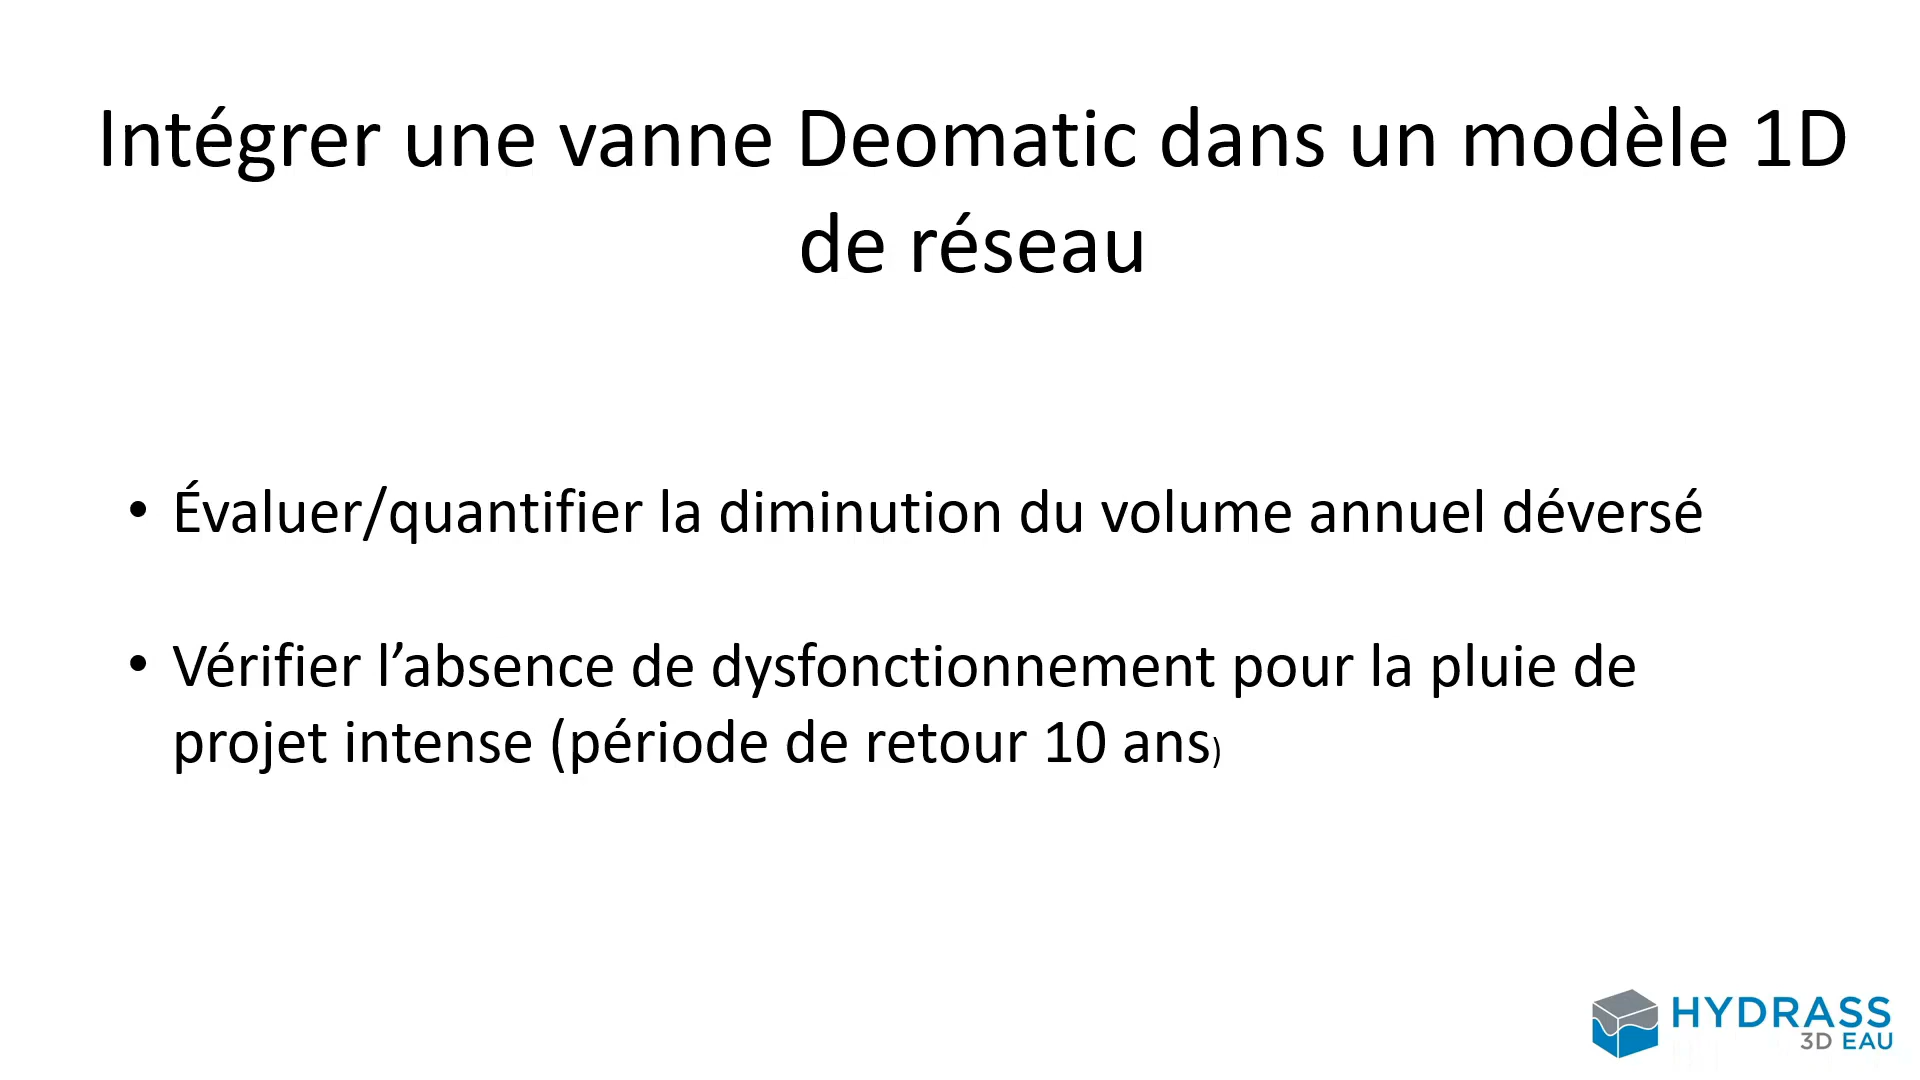 Intégrer une vanne Deomatic dans un modèle 1D
de réseau
• Évaluer/quantifier la diminution du volume annuel déversé
• Vérifier l’absence de dysfonctionnement pour la pluie de
projet intense (période de retour 10 ans)
HYDRASS
3D EAU